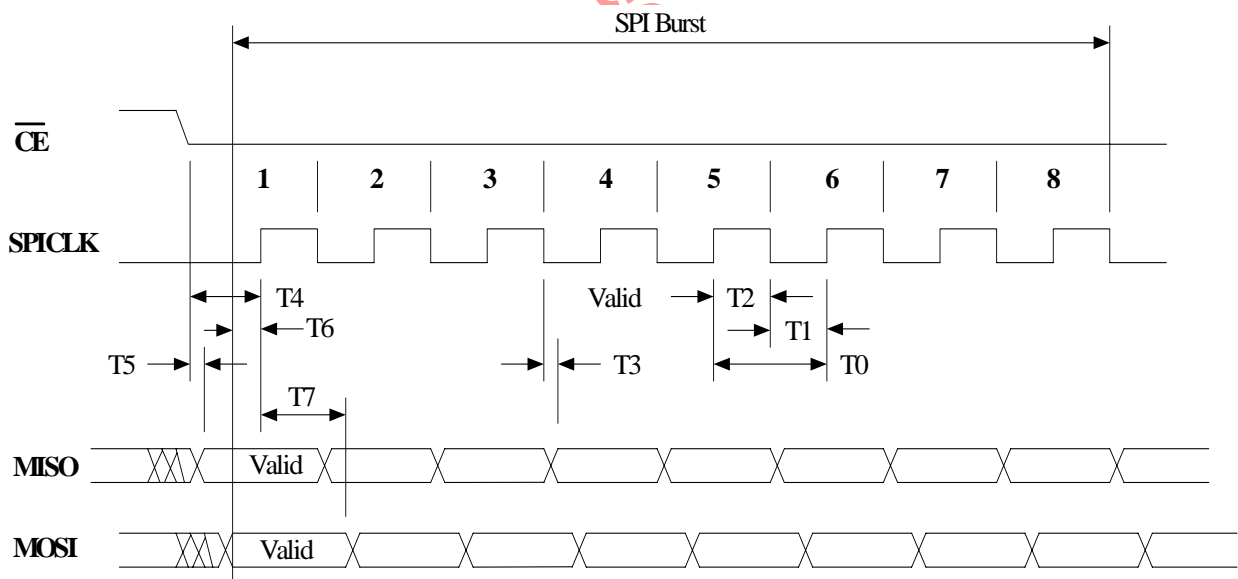 SPI Burst
CE
1 2 3 4 5 6 7 8
SPICLK
T4 Valid T2
T6 T1
T5 T3 T0
T7
MISO Valid
MOSI Valid